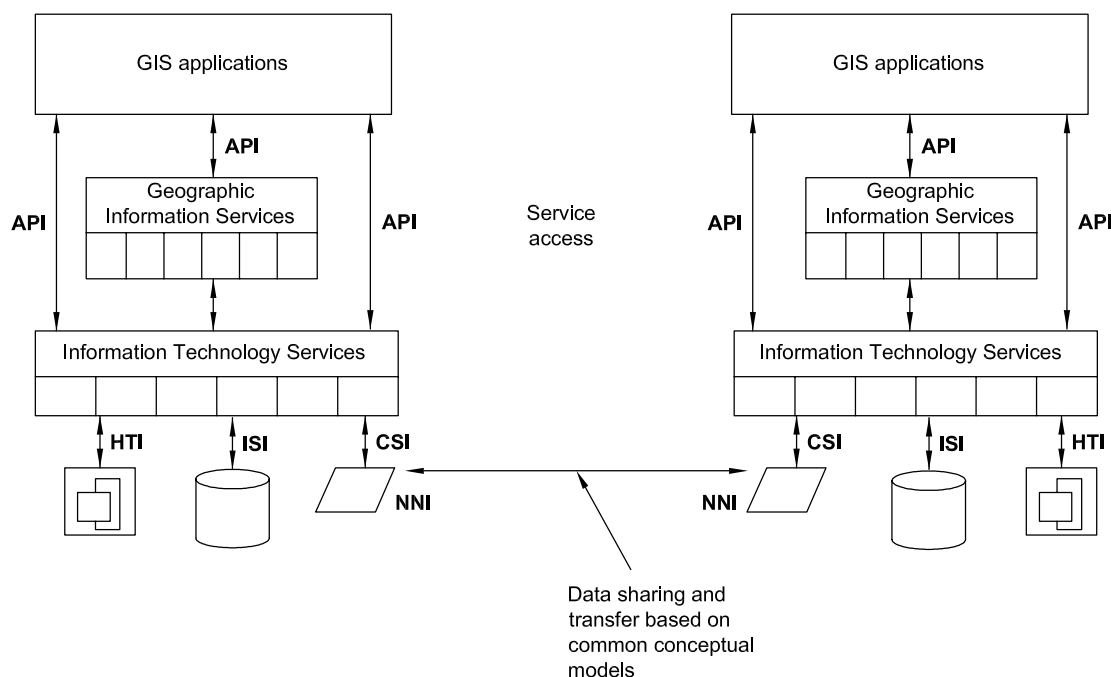 GIS applications
GIS applications
API
API
Geographic
Information Services
Geographic
Information Services
API
API
Service
access
API
API
Information Technology Services
Information Technology Services
HTI
ISI
CSI
CSI
ISI
HTI
NNI
NNI
Data sharing and
transfer based on
common conceptual
models